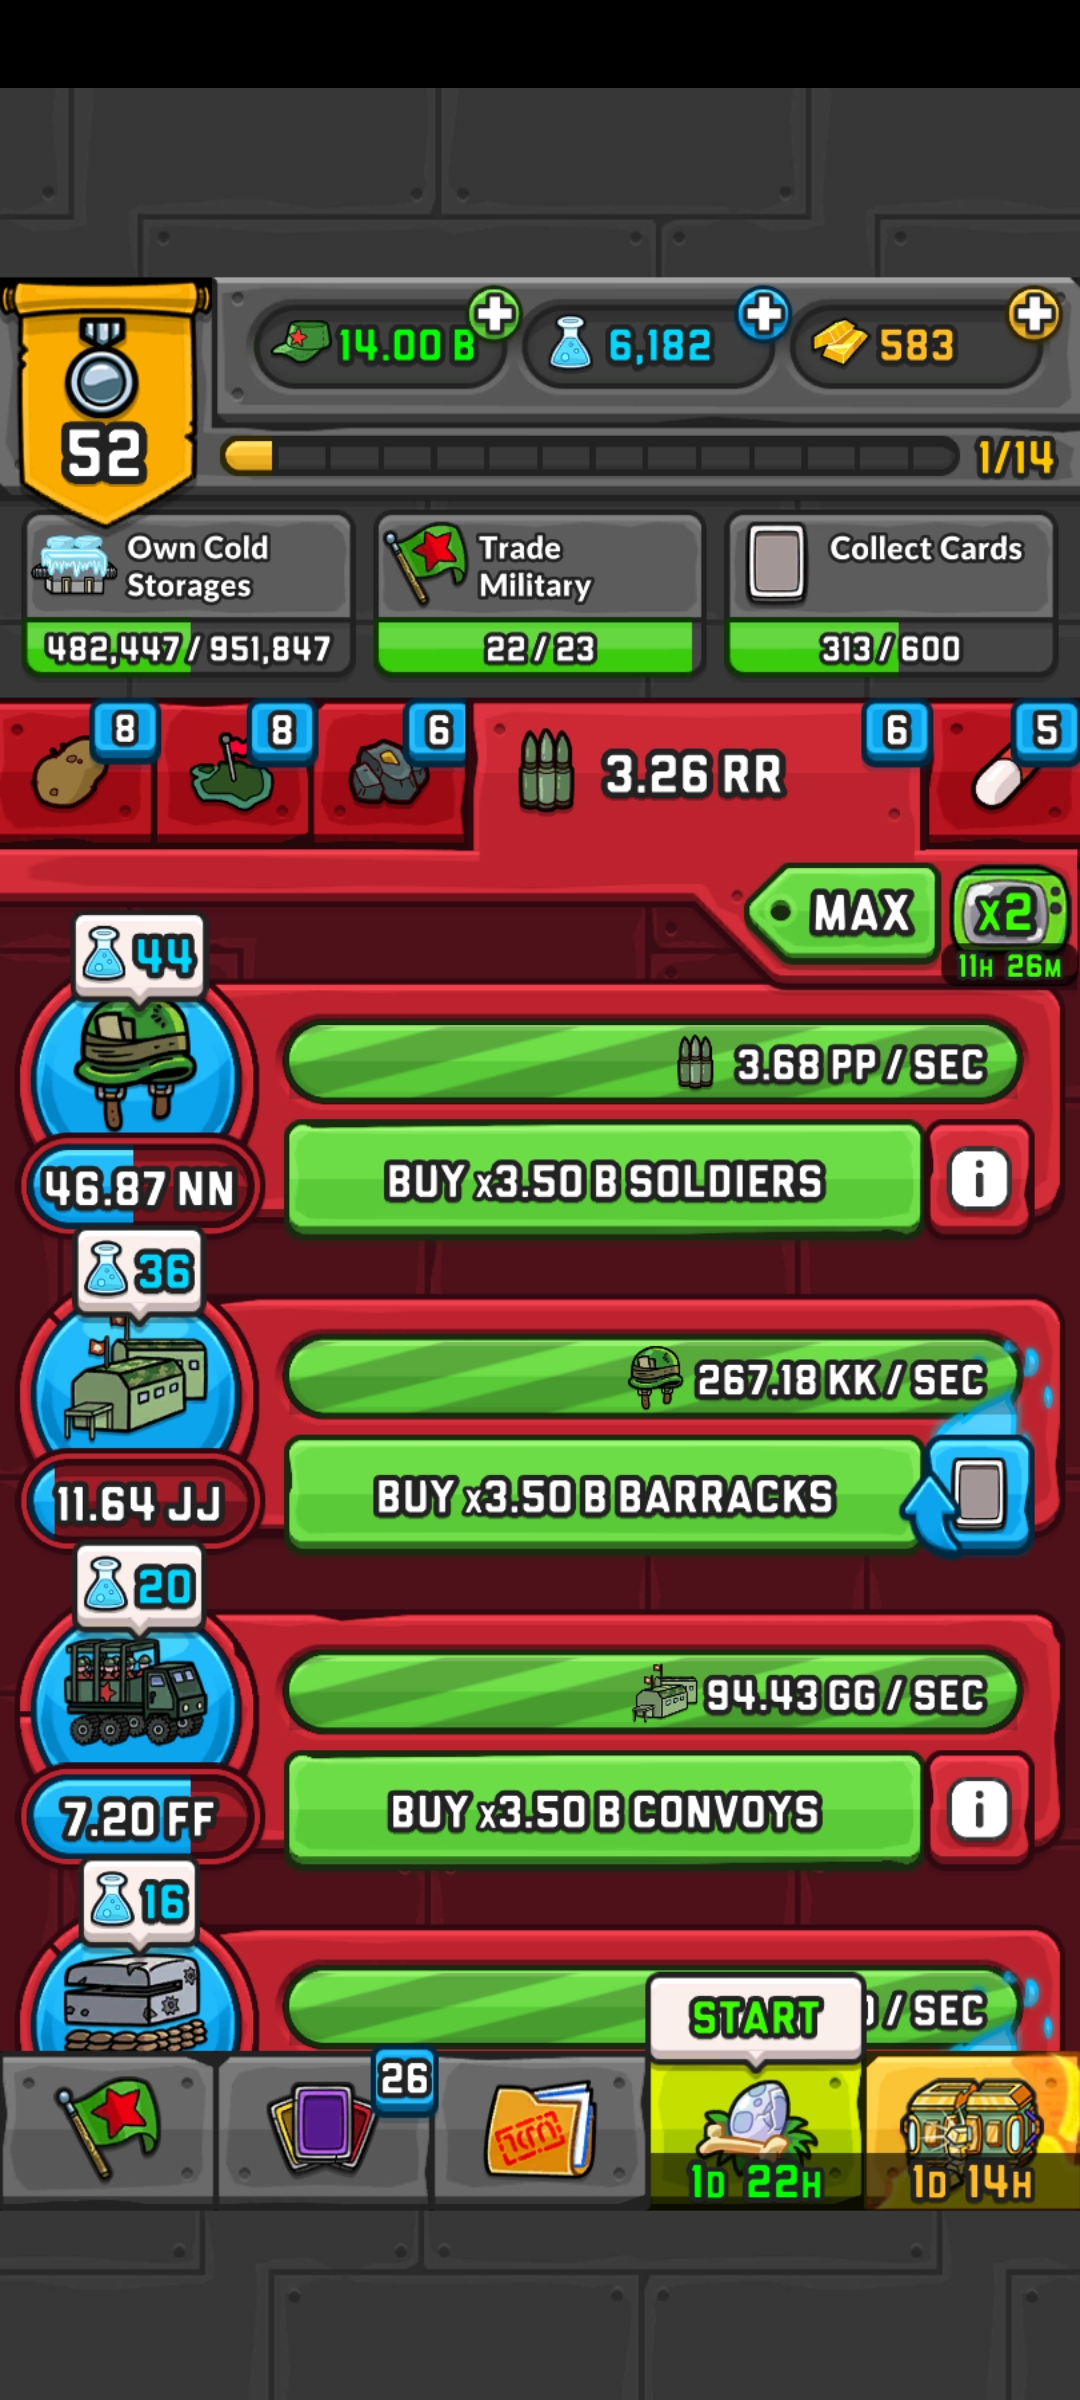 52
14.00 B
6,182
583
1/14
Own Cold
Storages
482,447/951,847
Trade
Military
22/23
Collect Cards
313/600
8
8
6
3.26 RR
6
5
MAX
x2
11H 26M
44
3.68 PP/SEC
46.87 NN
BUY x3.50 B SOLDIERS
36
267.18 KK/SEC
11.64 JJ
BUY x3.50 B BARRACKS
20
94.43 GG/SEC
7.20 FF
BUY x3.50 B CONVOYS
16
/SEC
START
26
1D 22H
1D 14H